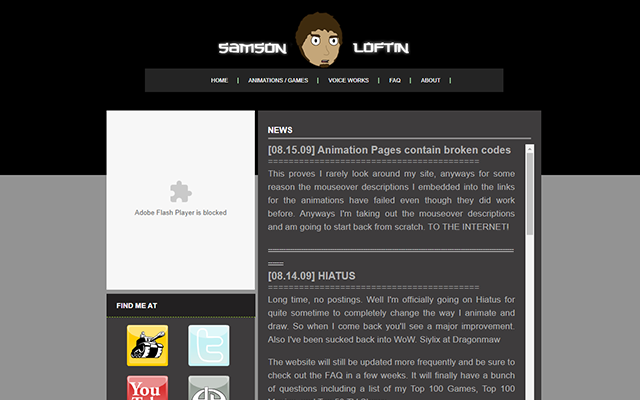 SAMSON LOFTIN
HOME | ANIMATIONS / GAMES | VOICE WORKS | FAQ | ABOUT |
Adobe Flash Player is blocked
FIND ME AT
You
NEWS
[08.15.09] Animation Pages contain broken codes
========================================
This proves I rarely look around my site, anyways for some
reason the mouseover descriptions I embedded into the links
for the animations have failed even though they did work
before. Anyways I'm taking out the mouseover descriptions
and am going to start back from scratch. TO THE INTERNET!
[08.14.09] HIATUS
========================================
Long time, no postings. Well I'm officially going on Hiatus for
quite sometime to completely change the way I animate and
draw. So when I come back you'll see a major improvement.
Also I've been sucked back into WoW. Siylix at Dragonmaw
The website will still be updated more frequently and be sure to
check out the FAQ in a few weeks. It will finally have a bunch
of questions including a list of my Top 100 Games, Top 100